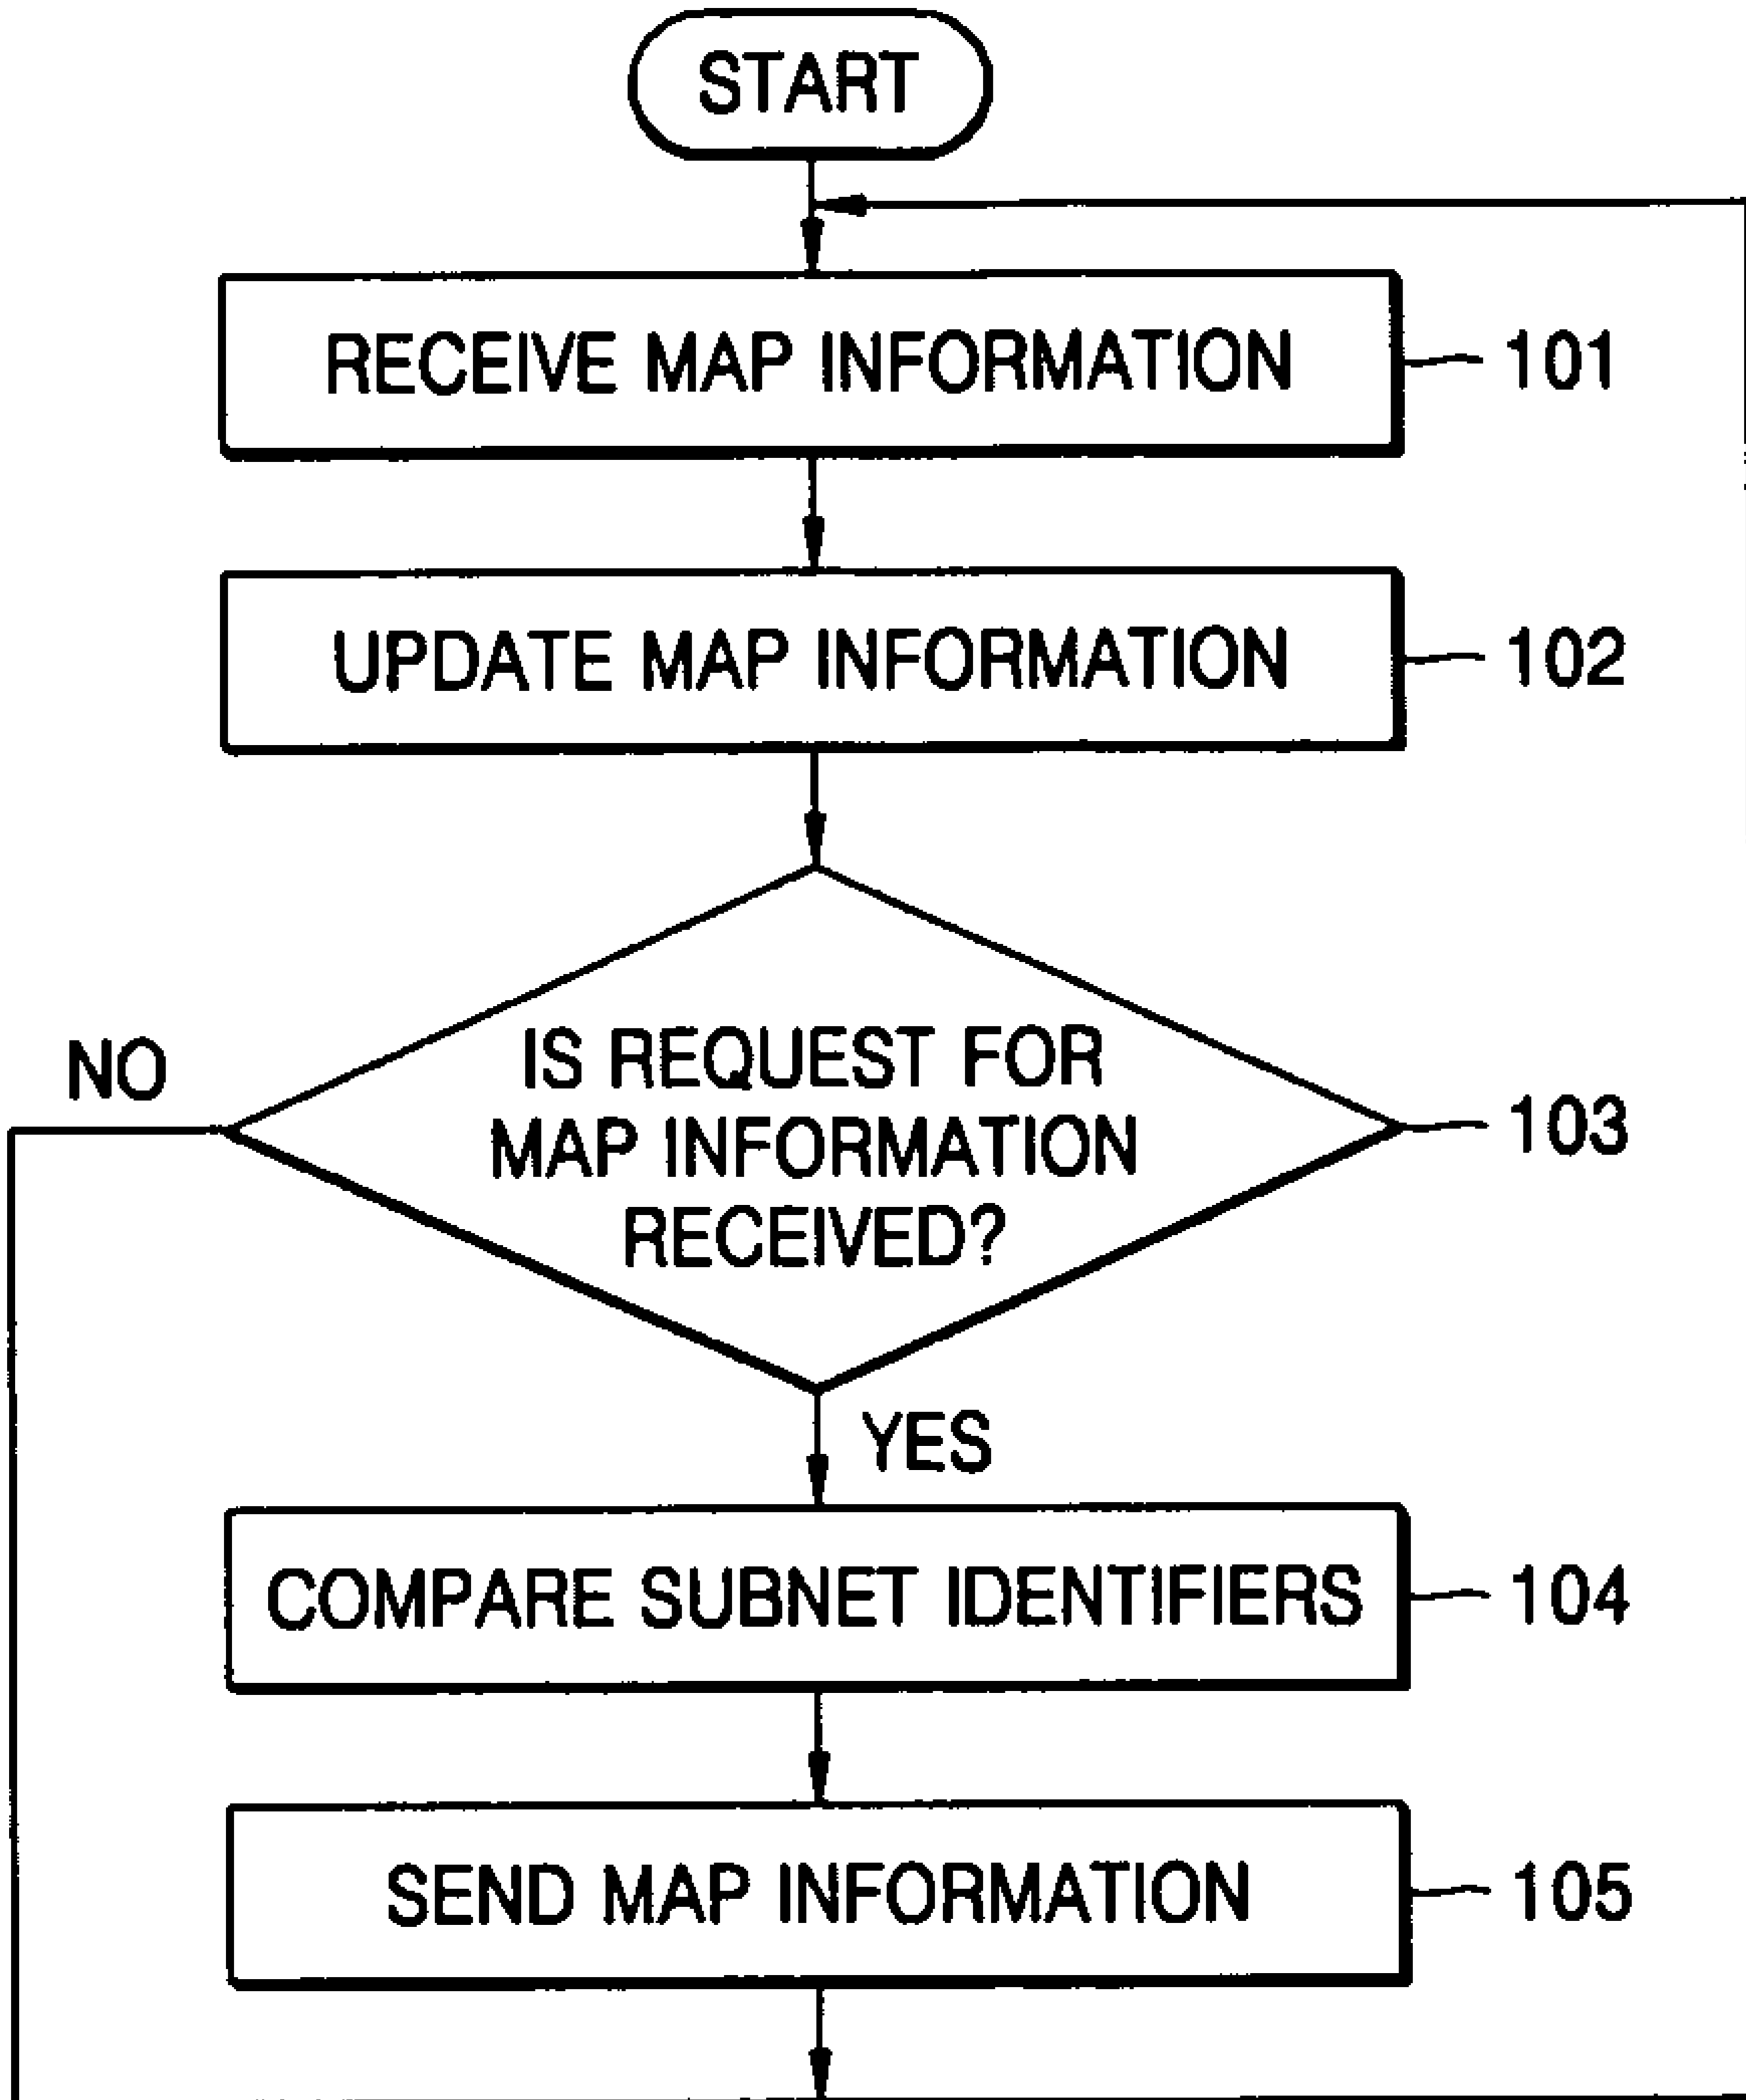 START
RECEIVE MAP INFORMATION
101
UPDATE MAP INFORMATION
102
NO
IS REQUEST FOR
MAP INFORMATION
RECEIVED?
103
YES
COMPARE SUBNET IDENTIFIERS
104
SEND MAP INFORMATION
105